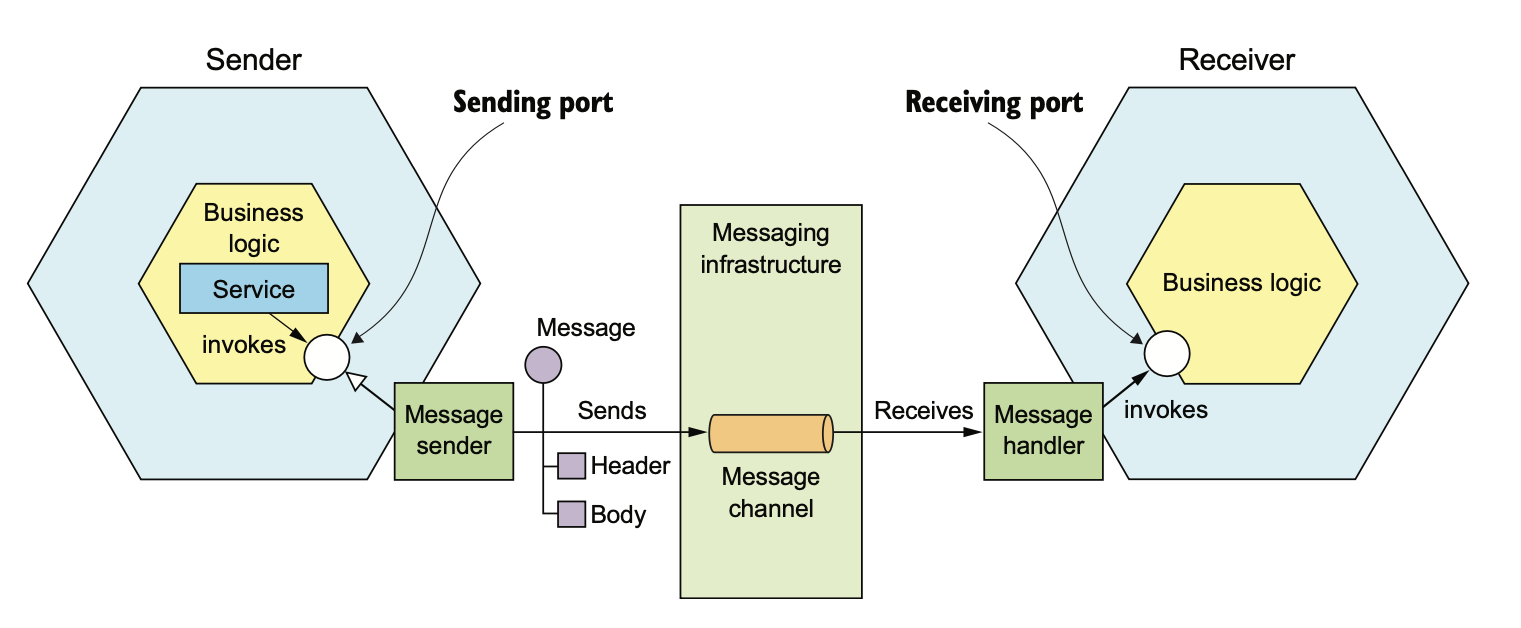 Sender
Receiver
Sending port
Receiving port
Business
logic
Service
invokes
Message
sender
Message
Sends
Header
Body
Messaging
infrastructure
Message
channel
Receives
Message
handler
invokes
Business logic